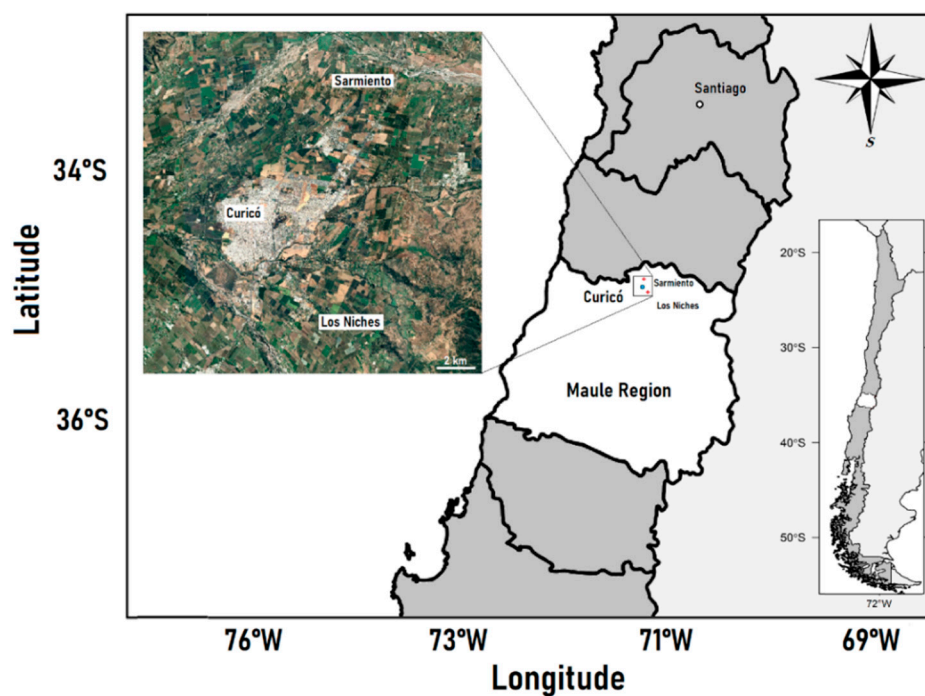 Sarmiento
Curicó
Los Niches
2 km
Santiago
S
Curicó
Sarmiento
Los Niches
Maule Region
34°S
36°S
Latitude
20°S
30°S
40°S
50°S
72°W
76°W
73°W
71°W
69°W
Longitude